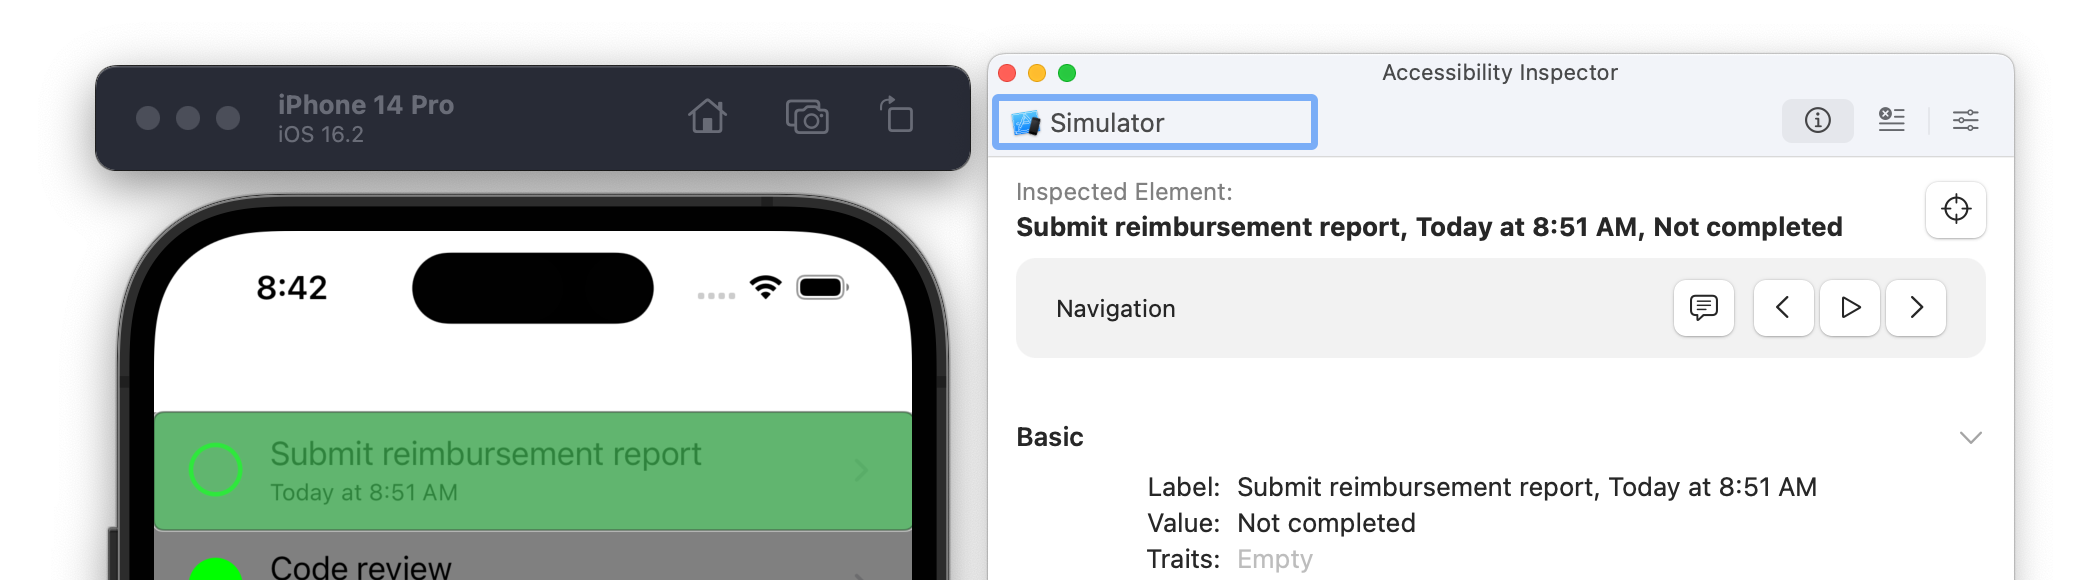 iPhone 14 Pro
iOS 16.2
8:42
Submit reimbursement report
Today at 8:51 AM
Code review
Accessibility Inspector
Simulator
Inspected Element:
Submit reimbursement report, Today at 8:51 AM, Not completed
Navigation
Basic
Label: Submit reimbursement report, Today at 8:51 AM
Value: Not completed
Traits: Empty